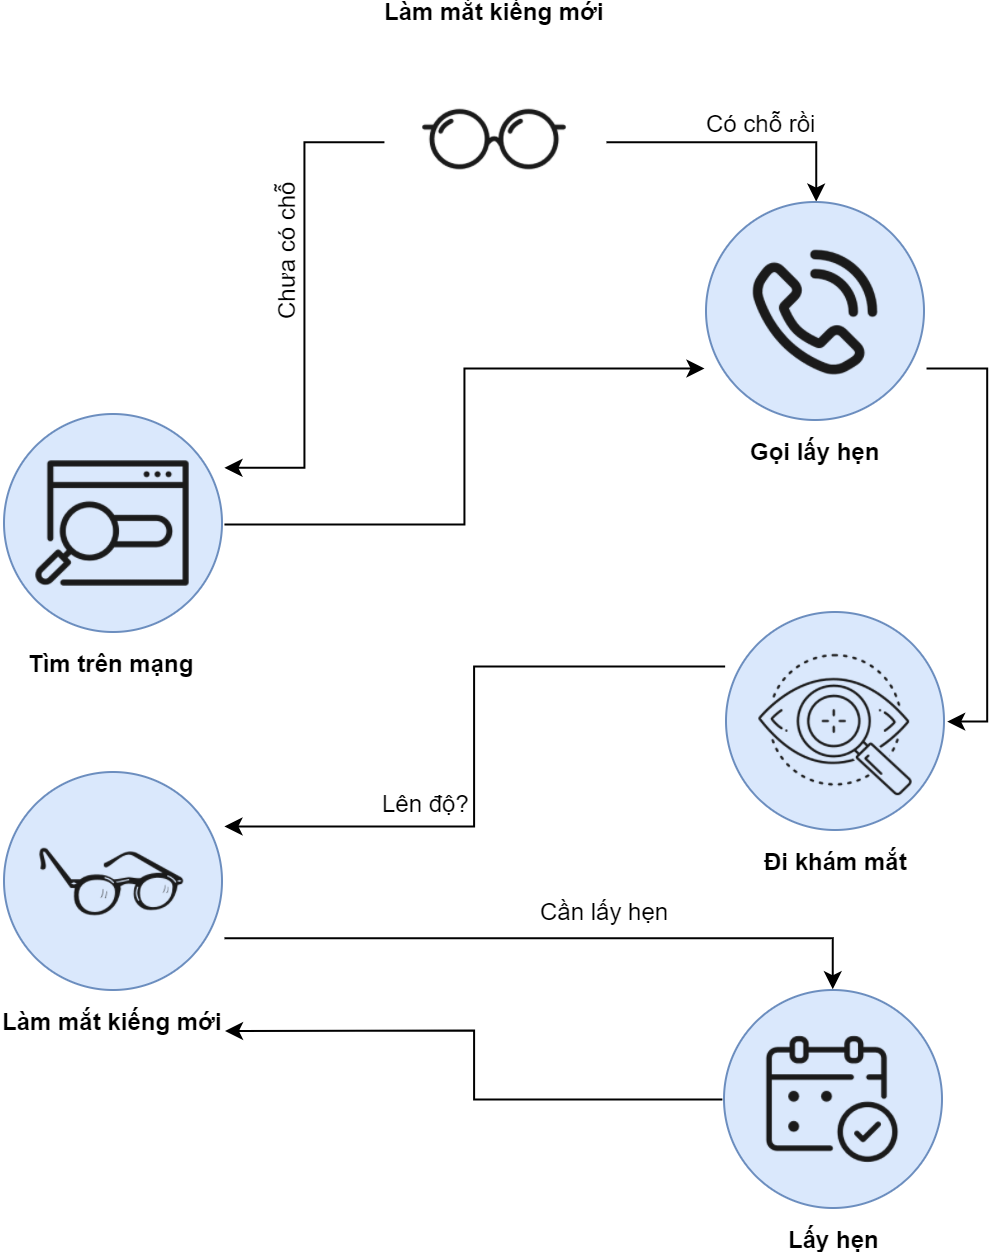 Làm mắt kiếng mới
Có chỗ rồi
Chưa có chỗ
Gọi lấy hẹn
Tìm trên mạng
Lên độ?
Đi khám mắt
Cần lấy hẹn
Làm mắt kiếng mới
Lấy hẹn